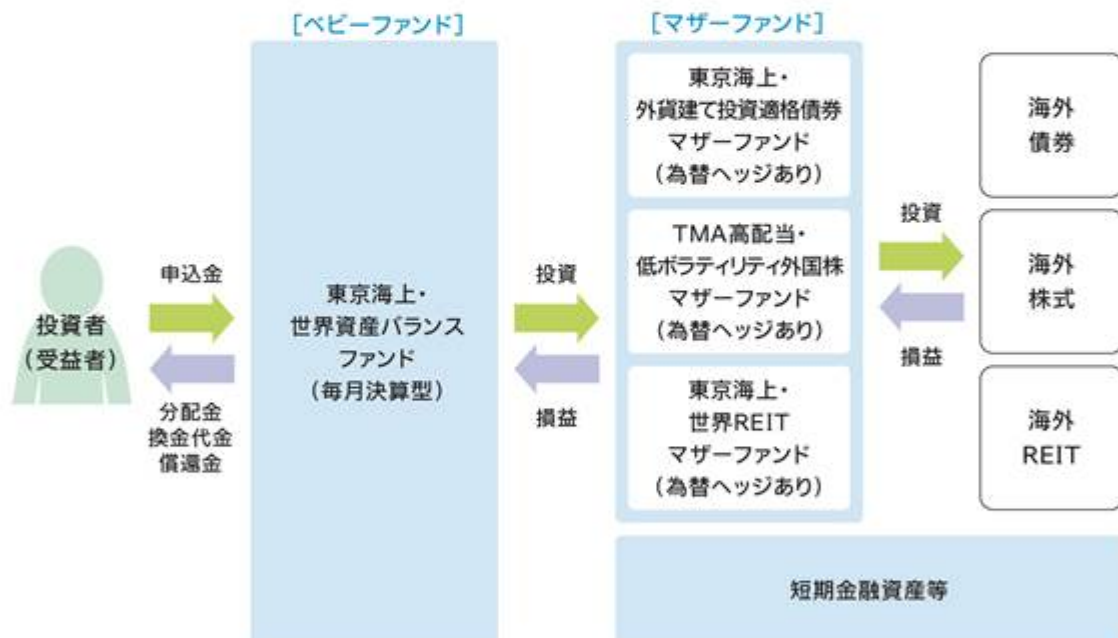 [ベビーファンド]
[マザーファンド]
投資者
(受益者)
申込金
分配金
換金代金
償還金
東京海上・
世界資産バランス
ファンド
(毎月決算型)
投資
損益
東京海上・
外貨建て投資適格債券
マザーファンド
(為替ヘッジあり)
TMA高配当・
低ボラティリティ外国株
マザーファンド
(為替ヘッジあり)
東京海上・
世界REIT
マザーファンド
(為替ヘッジあり)
投資
損益
海外
債券
海外
株式
海外
REIT
短期金融資産等